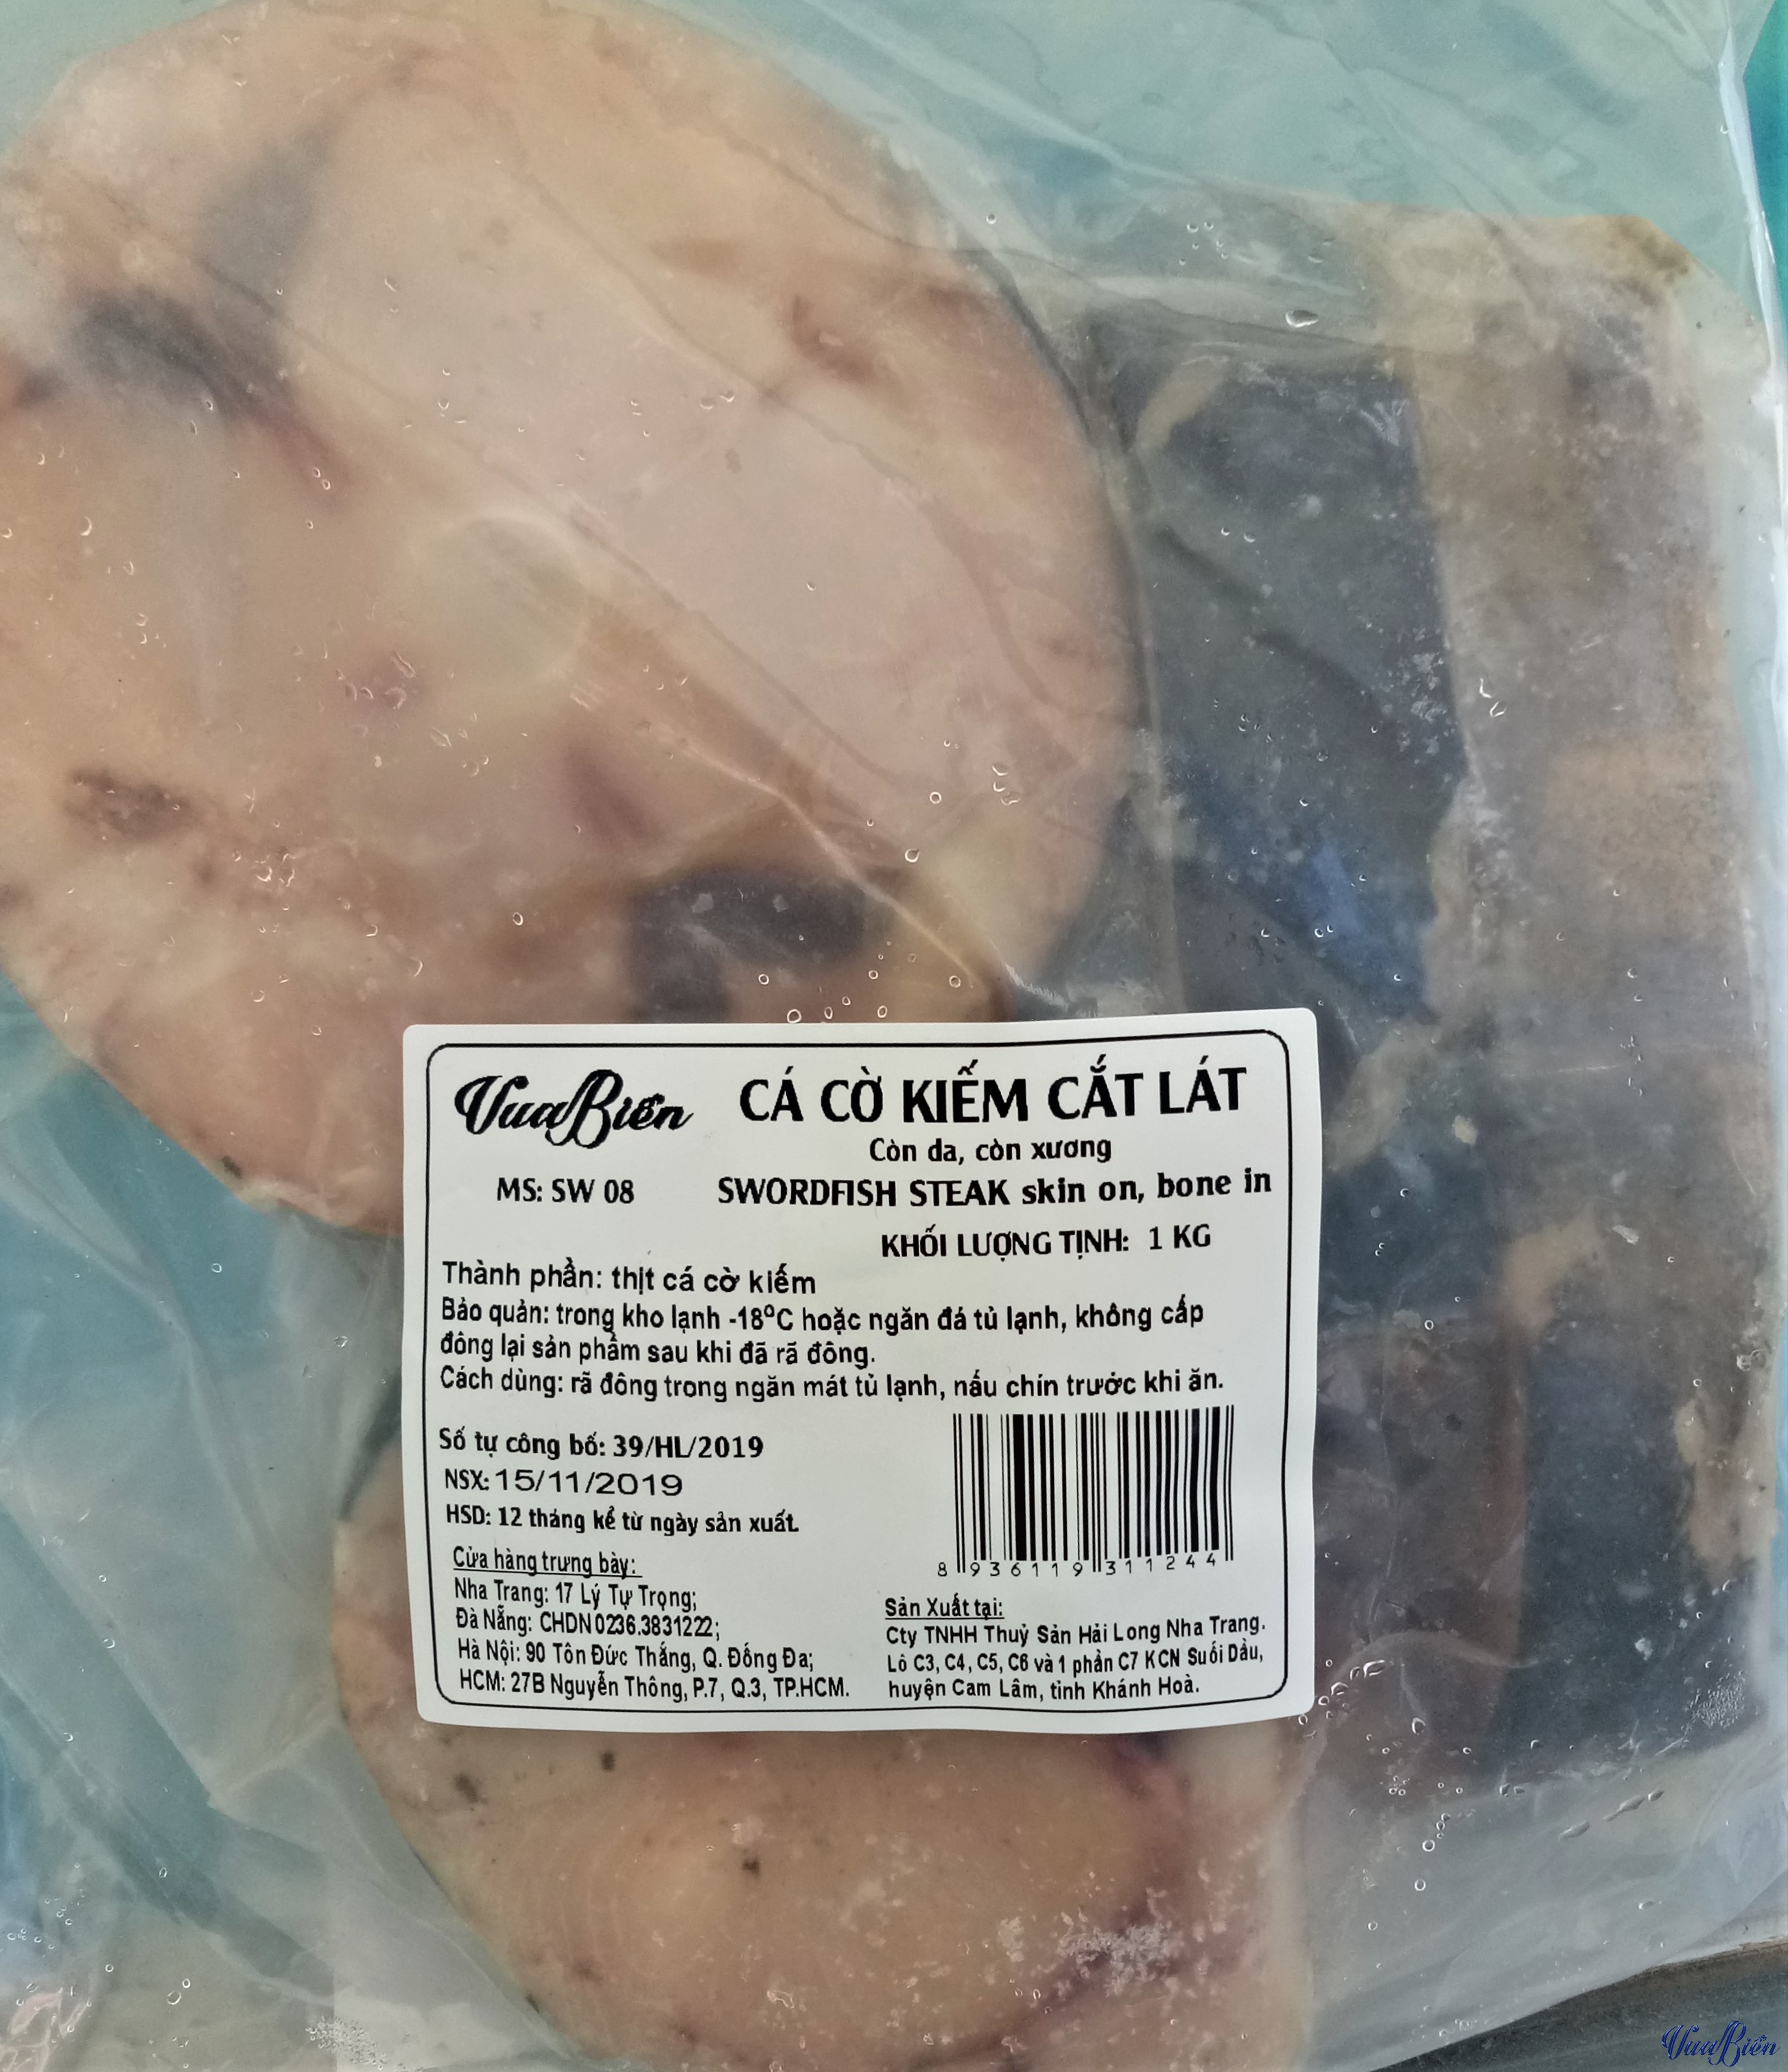 VuaBiển CÁ CỜ KIẾM CẮT LÁT
Còn da, còn xương
MS: SW 08 SWORDFISH STEAK skin on, bone in
KHỐI LƯỢNG TỊNH: 1 KG
Thành phần: thịt cá cờ kiếm
Bảo quản: trong kho lạnh -18°C hoặc ngăn đá tủ lạnh, không cấp
đông lại sản phẩm sau khi đã rã đông.
Cách dùng: rã đông trong ngăn mát tủ lạnh, nấu chín trước khi ăn.
Số tự công bố: 39/HL/2019
NSX: 15/11/2019
HSD: 12 tháng kể từ ngày sản xuất.
8 936119 311244
Cửa hàng trưng bày:
Nha Trang: 17 Lý Tự Trọng;
Đà Nẵng: CHDN 0236.3831222;
Hà Nội: 90 Tôn Đức Thắng, Q. Đống Đa;
HCM: 27B Nguyễn Thông, P.7, Q.3, TP.HCM.
Sản Xuất tại:
Cty TNHH Thuỷ Sản Hải Long Nha Trang.
Lô C3, C4, C5, C6 và 1 phần C7 KCN Suối Dầu,
huyện Cam Lâm, tỉnh Khánh Hoà.
VuaBiển